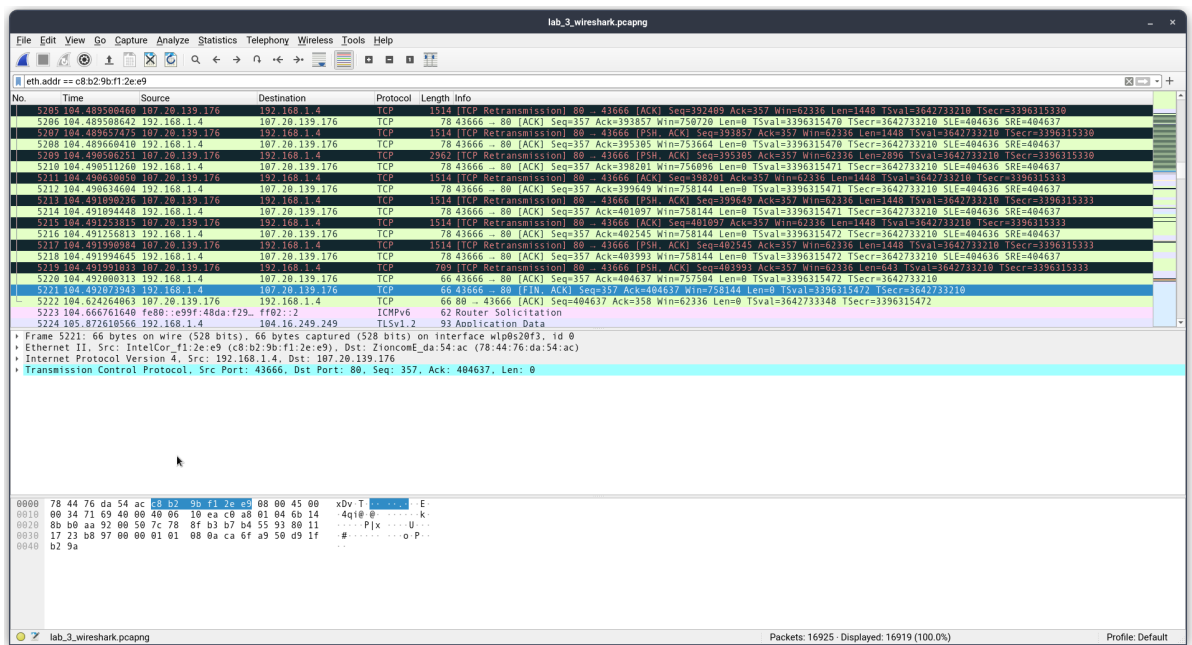 lab_3_wireshark.pcapng
File Edit View Go Capture Analyze Statistics Telephony Wireless Tools Help
eth.addr == c8:b2:9b:f1:2e:e9
No. Time Source Destination Protocol Length Info
5205 104.489500460 107.20.139.176 192.168.1.4 TCP 1514 [TCP Retransmission] 80 → 43666 [ACK] Seq=392409 Ack=357 Win=62336 Len=1448 TSval=3642733210 TSecr=3396315330
5206 104.489508642 192.168.1.4 107.20.139.176 TCP 78 43666 → 80 [ACK] Seq=357 Ack=393857 Win=750720 Len=0 TSval=3396315470 TSecr=3642733210 SLE=404636 SRE=404637
5207 104.489657475 107.20.139.176 192.168.1.4 TCP 1514 [TCP Retransmission] 80 → 43666 [PSH, ACK] Seq=393857 Ack=357 Win=62336 Len=1448 TSval=3642733210 TSecr=3396315330
5208 104.489660410 192.168.1.4 107.20.139.176 TCP 78 43666 → 80 [ACK] Seq=357 Ack=395305 Win=753664 Len=0 TSval=3396315470 TSecr=3642733210 SLE=404636 SRE=404637
5209 104.490506251 107.20.139.176 192.168.1.4 TCP 2962 [TCP Retransmission] 80 → 43666 [PSH, ACK] Seq=395305 Ack=357 Win=62336 Len=2896 TSval=3642733210 TSecr=3396315330
5210 104.490511260 192.168.1.4 107.20.139.176 TCP 78 43666 → 80 [ACK] Seq=357 Ack=398201 Win=756096 Len=0 TSval=3396315471 TSecr=3642733210 SLE=404636 SRE=404637
5211 104.490630050 107.20.139.176 192.168.1.4 TCP 1514 [TCP Retransmission] 80 → 43666 [PSH, ACK] Seq=398201 Ack=357 Win=62336 Len=1448 TSval=3642733210 TSecr=3396315333
5212 104.490634604 192.168.1.4 107.20.139.176 TCP 78 43666 → 80 [ACK] Seq=357 Ack=399649 Win=758144 Len=0 TSval=3396315471 TSecr=3642733210 SLE=404636 SRE=404637
5213 104.491090236 107.20.139.176 192.168.1.4 TCP 1514 [TCP Retransmission] 80 → 43666 [PSH, ACK] Seq=399649 Ack=357 Win=62336 Len=1448 TSval=3642733210 TSecr=3396315333
5214 104.491094448 192.168.1.4 107.20.139.176 TCP 78 43666 → 80 [ACK] Seq=357 Ack=401097 Win=758144 Len=0 TSval=3396315471 TSecr=3642733210 SLE=404636 SRE=404637
5215 104.491253815 107.20.139.176 192.168.1.4 TCP 1514 [TCP Retransmission] 80 → 43666 [PSH, ACK] Seq=401097 Ack=357 Win=62336 Len=1448 TSval=3642733210 TSecr=3396315333
5216 104.491256813 192.168.1.4 107.20.139.176 TCP 78 43666 → 80 [ACK] Seq=357 Ack=402545 Win=758144 Len=0 TSval=3396315472 TSecr=3642733210 SLE=404636 SRE=404637
5217 104.491990984 107.20.139.176 192.168.1.4 TCP 1514 [TCP Retransmission] 80 → 43666 [PSH, ACK] Seq=402545 Ack=357 Win=62336 Len=1448 TSval=3642733210 TSecr=3396315333
5218 104.491994645 192.168.1.4 107.20.139.176 TCP 78 43666 → 80 [ACK] Seq=357 Ack=403993 Win=758144 Len=0 TSval=3396315472 TSecr=3642733210 SLE=404636 SRE=404637
5219 104.491991033 107.20.139.176 192.168.1.4 TCP 709 [TCP Retransmission] 80 → 43666 [PSH, ACK] Seq=403993 Ack=357 Win=62336 Len=643 TSval=3642733210 TSecr=3396315333
5220 104.492000313 192.168.1.4 107.20.139.176 TCP 66 43666 → 80 [ACK] Seq=357 Ack=404637 Win=757504 Len=0 TSval=3396315472 TSecr=3642733210
5221 104.492073943 192.168.1.4 107.20.139.176 TCP 66 43666 → 80 [FIN, ACK] Seq=357 Ack=404637 Win=758144 Len=0 TSval=3396315472 TSecr=3642733210
5222 104.624264063 107.20.139.176 192.168.1.4 TCP 66 80 → 43666 [ACK] Seq=404637 Ack=358 Win=62336 Len=0 TSval=3642733348 TSecr=3396315472
5223 104.666761640 fe80::e99f:48da:f29… ff02::2 ICMPv6 62 Router Solicitation
5224 105.872610566 192.168.1.4 104.16.249.249 TLSv1.2 93 Application Data
Frame 5221: 66 bytes on wire (528 bits), 66 bytes captured (528 bits) on interface wlp0s20f3, id 0
Ethernet II, Src: IntelCor_f1:2e:e9 (c8:b2:9b:f1:2e:e9), Dst: ZioncomE_da:54:ac (78:44:76:da:54:ac)
Internet Protocol Version 4, Src: 192.168.1.4, Dst: 107.20.139.176
Transmission Control Protocol, Src Port: 43666, Dst Port: 80, Seq: 357, Ack: 404637, Len: 0
0000 78 44 76 da 54 ac c8 b2 9b f1 2e e9 08 00 45 00 xDv·T·······.···E·
0010 00 34 71 69 40 00 40 06 10 ea c0 a8 01 04 6b 14 ·4qi@·@·······k·
0020 8b b0 aa 92 00 50 7c 78 8f b3 b7 b4 55 93 80 11 ·····P|x····U···
0030 17 23 b8 97 00 00 01 01 08 0a ca 6f a9 50 d9 1f ·#·········o·P··
0040 b2 9a ··
lab_3_wireshark.pcapng Packets: 16925 · Displayed: 16919 (100.0%) Profile: Default